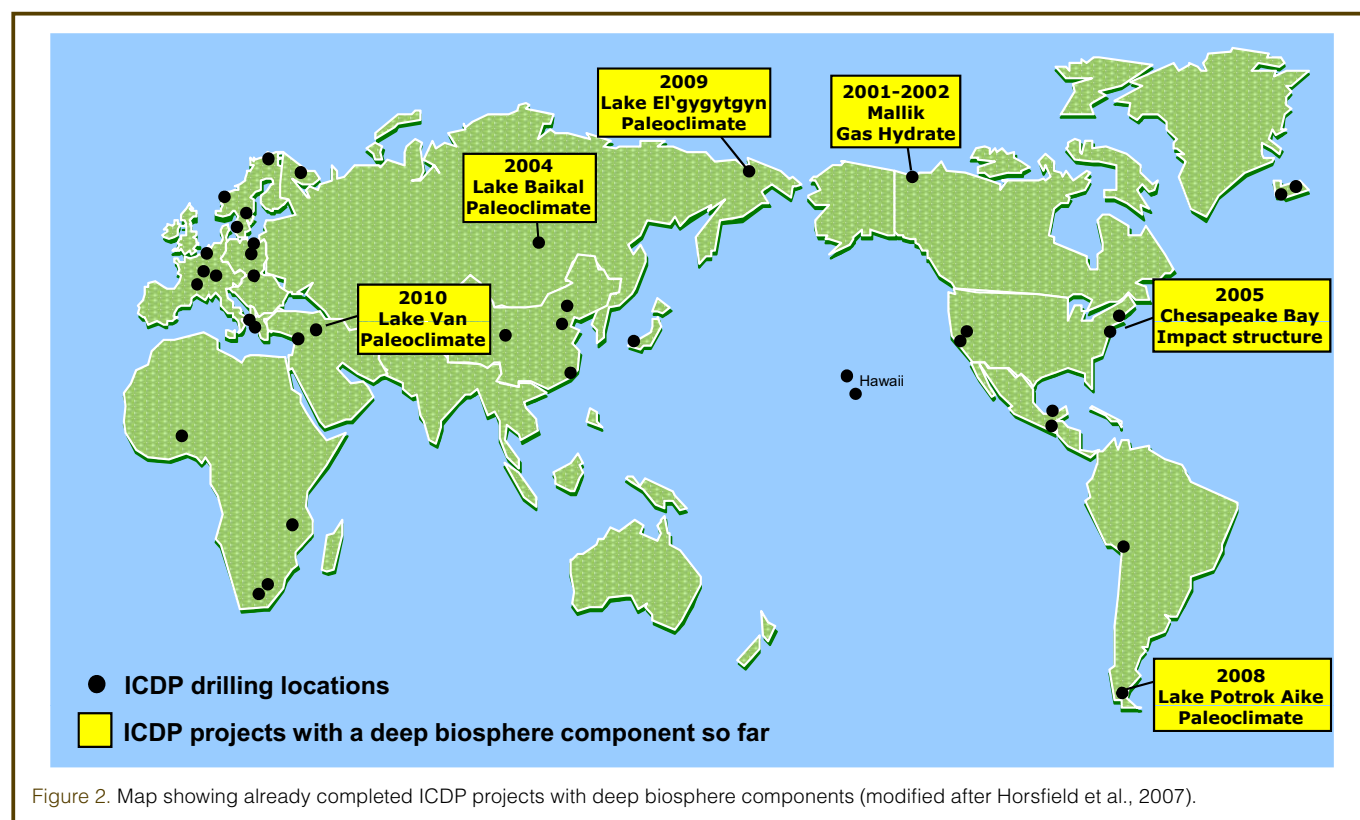 2009
Lake El‘gygytgyn
Paleoclimate
2001-2002
Mallik
Gas Hydrate
2004
Lake Baikal
Paleoclimate
2010
Lake Van
Paleoclimate
2005
Chesapeake Bay
Impact structure
Hawaii
2008
Lake Potrok Aike
Paleoclimate
ICDP drilling locations
ICDP projects with a deep biosphere component so far
Figure 2. Map showing already completed ICDP projects with deep biosphere components (modified after Horsfield et al., 2007).